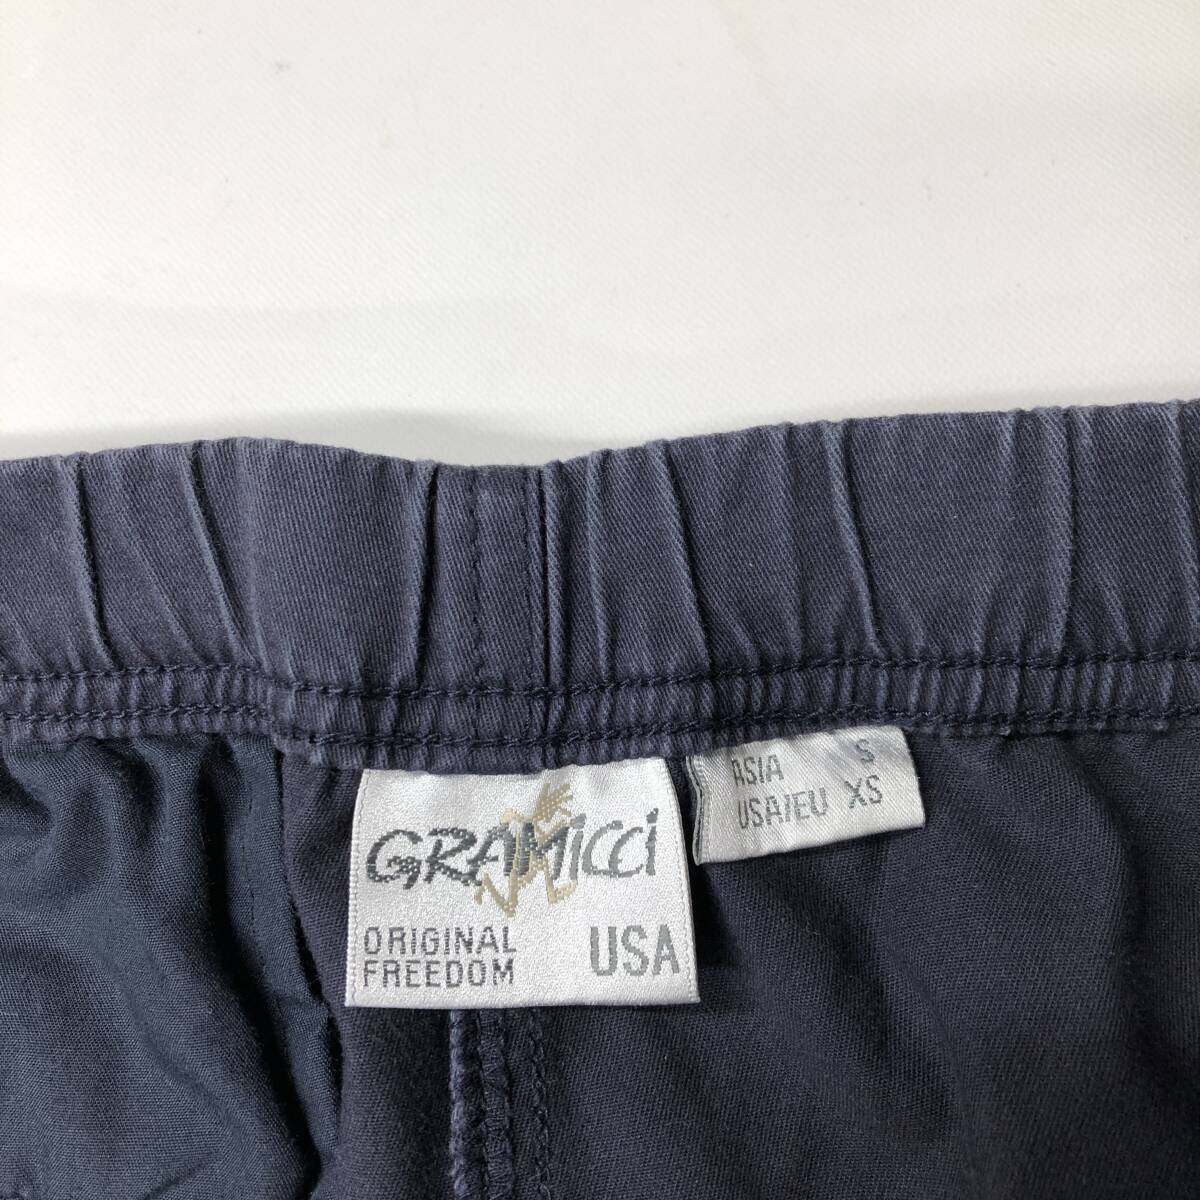 GRAMiCCi
ORIGINAL
FREEDOM
USA
ASIA S
USA/EU XS